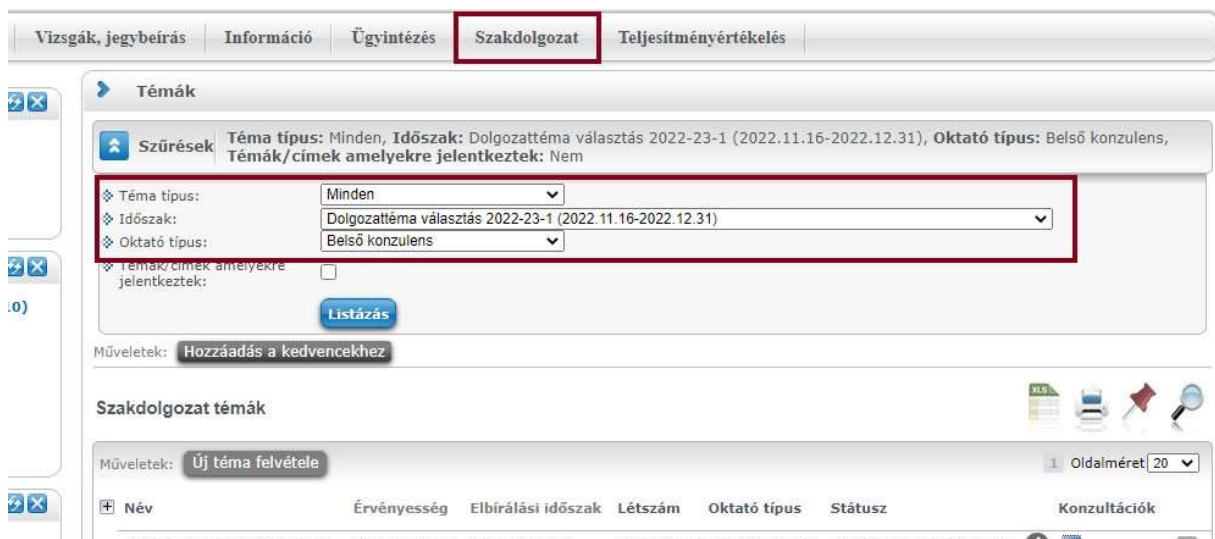 Vizsgák, jegybeírás Információ Ügyintézés Szakdolgozat Teljesítményértékelés
Témák
Szűrések Téma típus: Minden, Időszak: Dolgozattéma választás 2022-23-1 (2022.11.16-2022.12.31), Oktató típus: Belső konzulens,
Témák/címek amelyekre jelentkeztek: Nem
Téma típus: Minden
Időszak: Dolgozattéma választás 2022-23-1 (2022.11.16-2022.12.31)
Oktató típus: Belső konzulens
Témák/címek amelyekre
jelentkeztek:
.0)
Listázás
Műveletek: Hozzáadás a kedvencekhez
XLS
Szakdolgozat témák
Műveletek: Új téma felvétele 1 Oldalméret 20
Név Érvényesség Elbírálási időszak Létszám Oktató típus Státusz Konzultációk